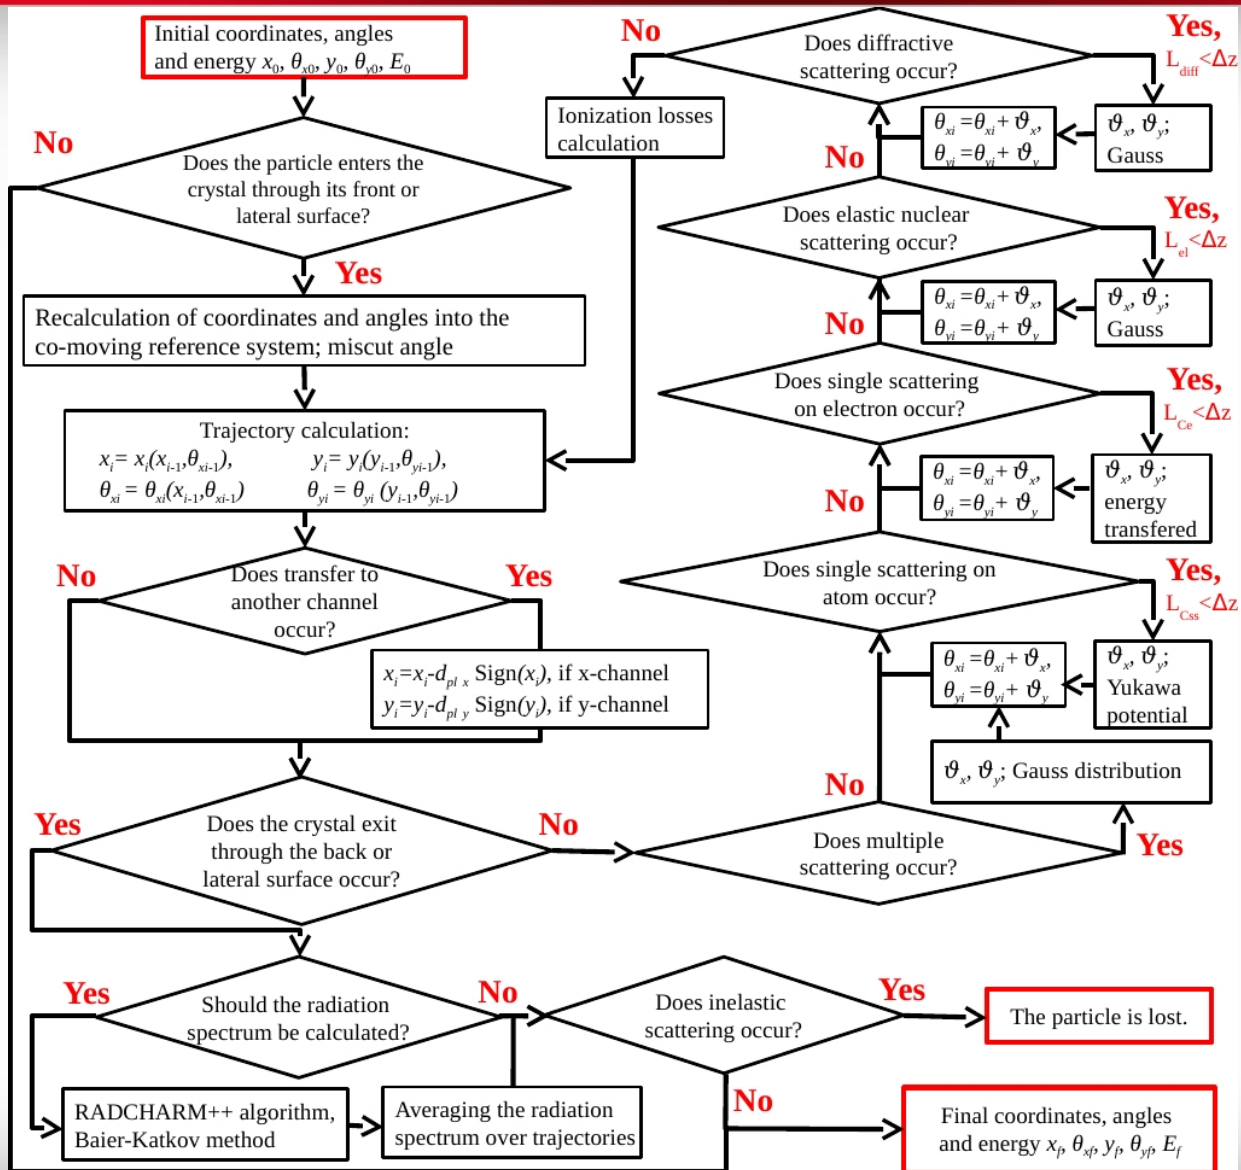 Initial coordinates, angles
and energy x0, θx0, y0, θy0, E0
No
Does the particle enters the
crystal through its front or
lateral surface?
Yes
Recalculation of coordinates and angles into the
co-moving reference system; miscut angle
Trajectory calculation:
xi= xi(xi-1,θxi-1), yi= yi(yi-1,θyi-1),
θxi = θxi(xi-1,θxi-1) θyi = θyi (yi-1,θyi-1)
No
Does transfer to
another channel
occur?
Yes
xi=xi-dpl x Sign(xi), if x-channel
yi=yi-dpl y Sign(yi), if y-channel
Yes
Does the crystal exit
through the back or
lateral surface occur?
No
Does multiple
scattering occur?
Yes
ϑx, ϑy; Gauss distribution
No
θxi =θxi+ ϑx,
θyi =θyi+ ϑy
ϑx, ϑy;
Yukawa
potential
Does single scattering on
atom occur?
Yes,
LCss<Δz
No
θxi =θxi+ ϑx,
θyi =θyi+ ϑy
ϑx, ϑy;
energy
transfered
Does single scattering
on electron occur?
Yes,
LCe<Δz
No
θxi =θxi+ ϑx,
θyi =θyi+ ϑy
ϑx, ϑy;
Gauss
Does elastic nuclear
scattering occur?
Yes,
Lel<Δz
No
θxi =θxi+ ϑx,
θyi =θyi+ ϑy
ϑx, ϑy;
Gauss
Does diffractive
scattering occur?
Yes,
Ldiff<Δz
No
Ionization losses
calculation
Yes
Should the radiation
spectrum be calculated?
No
RADCHARM++ algorithm,
Baier-Katkov method
Averaging the radiation
spectrum over trajectories
Does inelastic
scattering occur?
Yes
The particle is lost.
No
Final coordinates, angles
and energy xf, θxf, yf, θyf, Ef